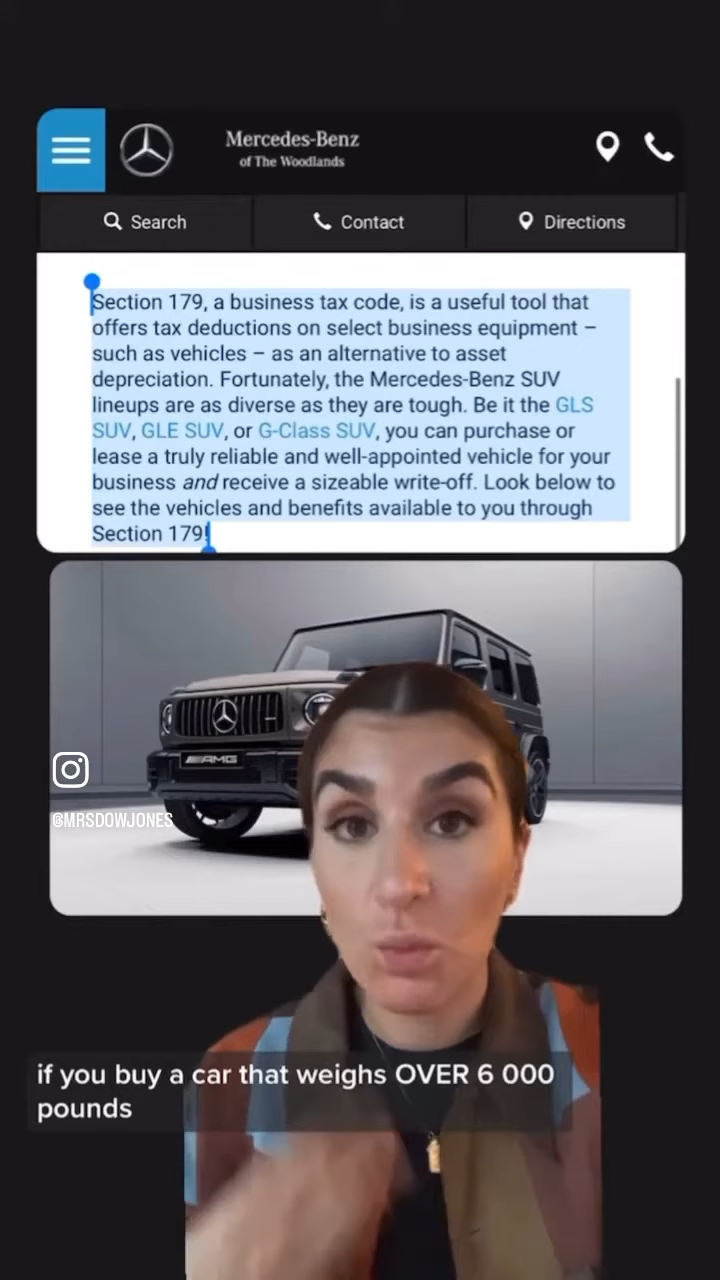 Mercedes-Benz
of The Woodlands
Search
Contact
Directions
Section 179, a business tax code, is a useful tool that
offers tax deductions on select business equipment –
such as vehicles – as an alternative to asset
depreciation. Fortunately, the Mercedes-Benz SUV
lineups are as diverse as they are tough. Be it the GLS
SUV, GLE SUV, or G-Class SUV, you can purchase or
lease a truly reliable and well-appointed vehicle for your
business and receive a sizeable write-off. Look below to
see the vehicles and benefits available to you through
Section 179!
AMG
@MRSDOWJONES
if you buy a car that weighs OVER 6 000
pounds